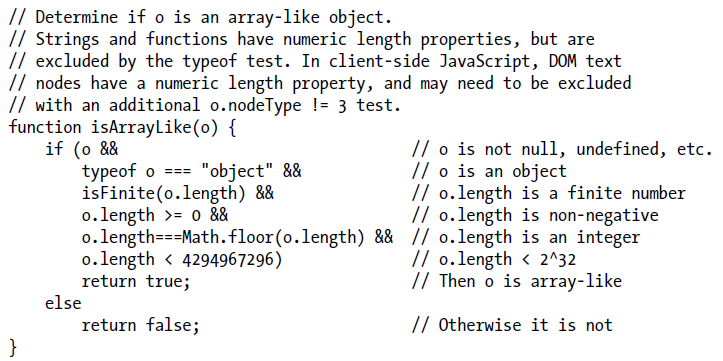 // Determine if o is an array-like object.
// Strings and functions have numeric length properties, but are
// excluded by the typeof test. In client-side JavaScript, DOM text
// nodes have a numeric length property, and may need to be excluded
// with an additional o.nodeType != 3 test.
function isArrayLike(o) {
    if (o &&                                // o is not null, undefined, etc.
        typeof o === "object" &&            // o is an object
        isFinite(o.length) &&               // o.length is a finite number
        o.length >= 0 &&                    // o.length is non-negative
        o.length===Math.floor(o.length) &&  // o.length is an integer
        o.length < 4294967296)              // o.length < 2^32
        return true;                        // Then o is array-like
    else
        return false;                       // Otherwise it is not
}